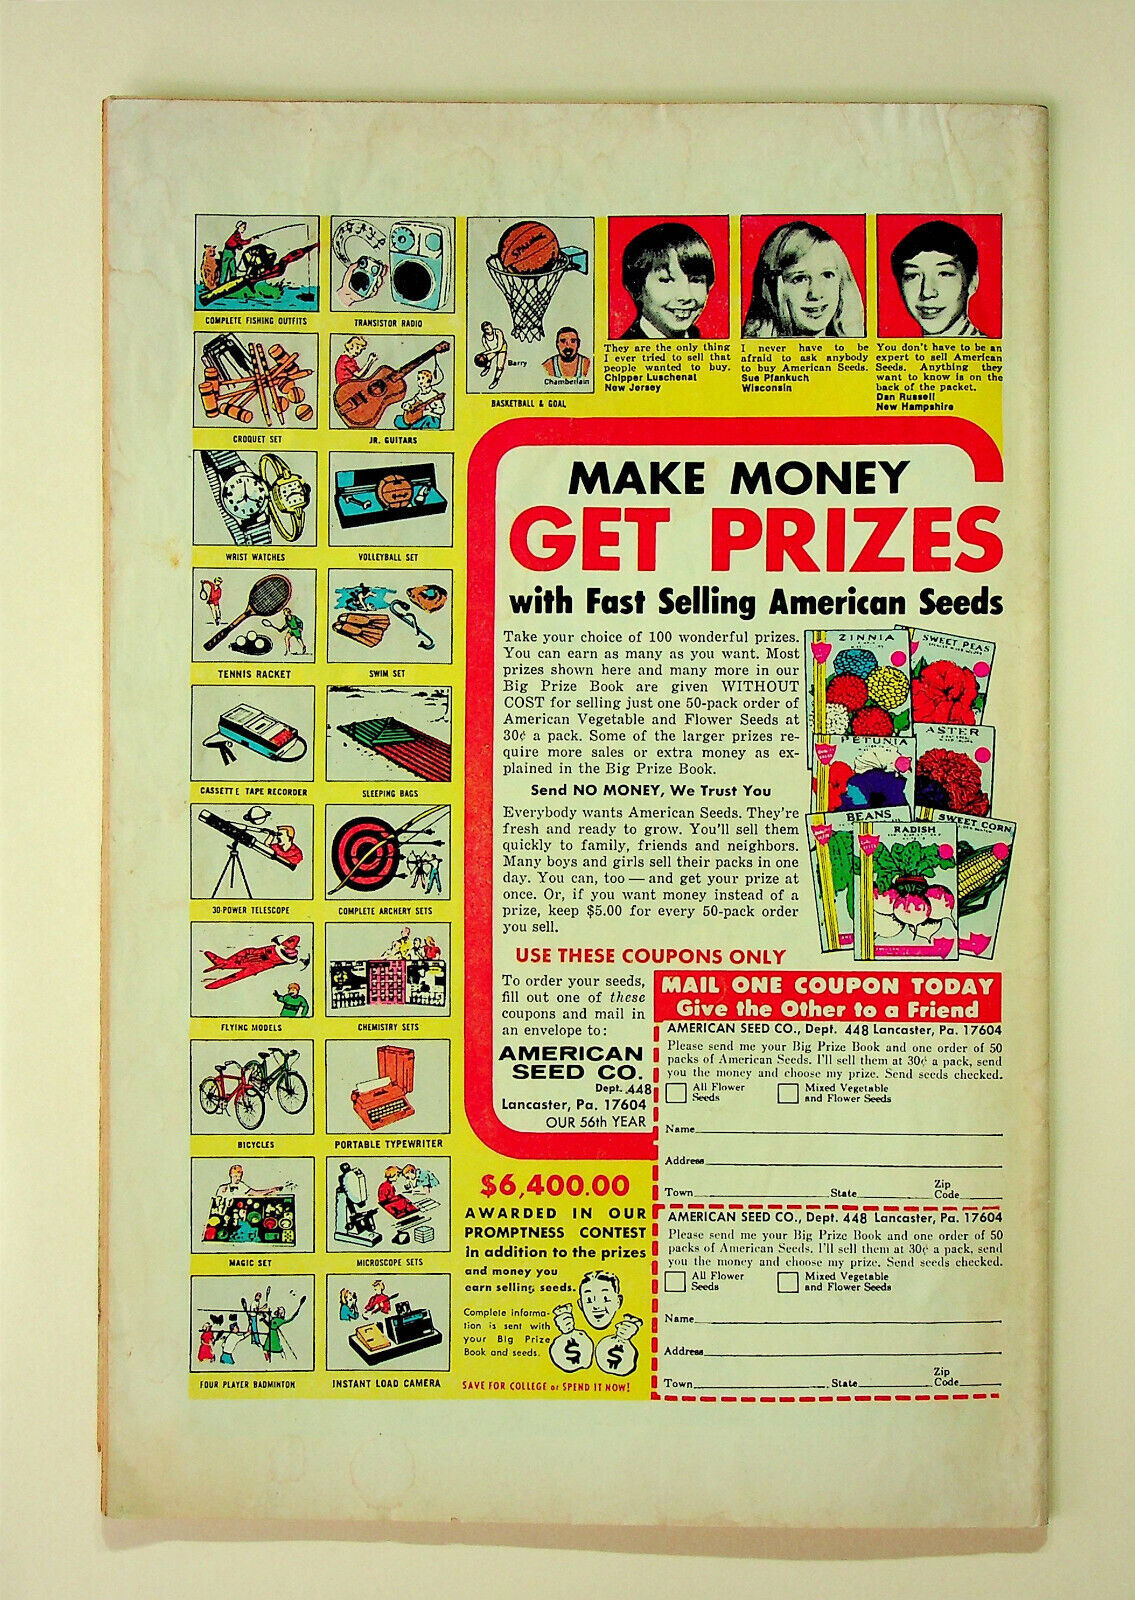 COMPLETE FISHING OUTFITS
TRANSISTOR RADIO
SPALDING
Barry
Chamberlain
BASKETBALL & GOAL
CROQUET SET
JR. GUITARS
WRIST WATCHES
VOLLEYBALL SET
TENNIS RACKET
SWIM SET
CASSETTE TAPE RECORDER
SLEEPING BAGS
30-POWER TELESCOPE
COMPLETE ARCHERY SETS
FLYING MODELS
CHEMISTRY SETS
BICYCLES
PORTABLE TYPEWRITER
MAGIC SET
MICROSCOPE SETS
FOUR PLAYER BADMINTON
INSTANT LOAD CAMERA
They are the only thing
I ever tried to sell that
people wanted to buy.
Chipper Luschenat
New Jersey
I never have to be
afraid to ask anybody
to buy American Seeds.
Sue Pfankuch
Wisconsin
You don't have to be an
expert to sell American
Seeds. Anything they
want to know is on the
back of the packet.
Dan Russell
New Hampshire
MAKE MONEY
GET PRIZES
with Fast Selling American Seeds
Take your choice of 100 wonderful prizes.
You can earn as many as you want. Most
prizes shown here and many more in our
Big Prize Book are given WITHOUT
COST for selling just one 50-pack order of
American Vegetable and Flower Seeds at
30¢ a pack. Some of the larger prizes re-
quire more sales or extra money as ex-
plained in the Big Prize Book.
Send NO MONEY, We Trust You
Everybody wants American Seeds. They're
fresh and ready to grow. You'll sell them
quickly to family, friends and neighbors.
Many boys and girls sell their packs in one
day. You can, too — and get your prize at
once. Or, if you want money instead of a
prize, keep $5.00 for every 50-pack order
you sell.
ZINNIA
SWEET PEAS
PETUNIA
ASTER
BEANS
RADISH
SWEET CORN
USE THESE COUPONS ONLY
To order your seeds,
fill out one of these
coupons and mail in
an envelope to:
AMERICAN
SEED CO.
Dept. 448
Lancaster, Pa. 17604
OUR 56th YEAR
MAIL ONE COUPON TODAY
Give the Other to a Friend
AMERICAN SEED CO., Dept. 448 Lancaster, Pa. 17604
Please send me your Big Prize Book and one order of 50
packs of American Seeds. I'll sell them at 30¢ a pack, send
you the money and choose my prize. Send seeds checked.
All Flower
Seeds
Mixed Vegetable
and Flower Seeds
Name
Address
Town State Zip
Code
AMERICAN SEED CO., Dept. 448 Lancaster, Pa. 17604
Please send me your Big Prize Book and one order of 50
packs of American Seeds. I'll sell them at 30¢ a pack, send
you the money and choose my prize. Send seeds checked.
All Flower
Seeds
Mixed Vegetable
and Flower Seeds
Name
Address
Town State Zip
Code
$6,400.00
AWARDED IN OUR
PROMPTNESS CONTEST
in addition to the prizes
and money you
earn selling seeds.
Complete informa-
tion is sent with
your Big Prize
Book and seeds.
$ $
SAVE FOR COLLEGE or SPEND IT NOW!